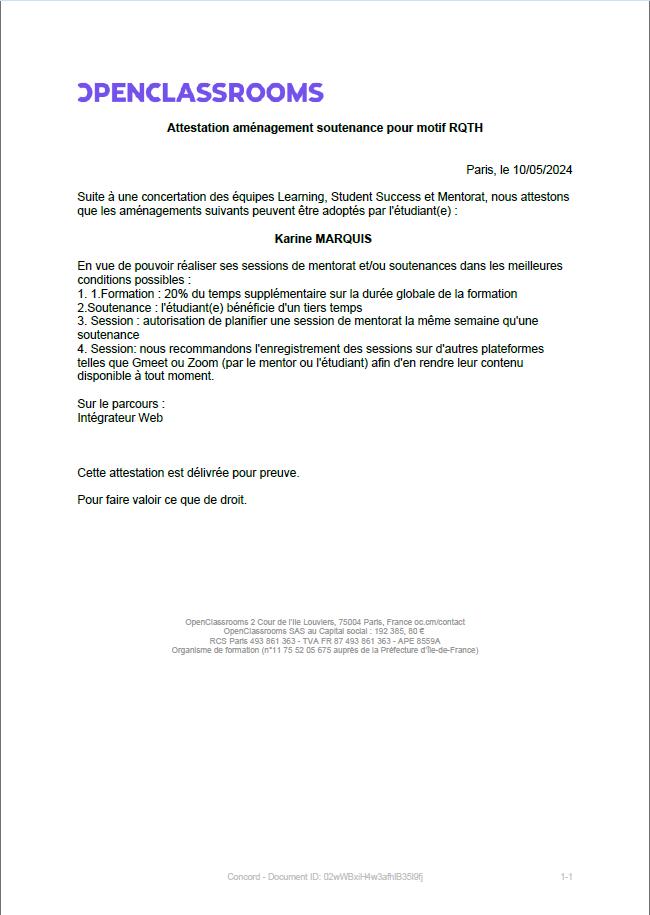 OPENCLASSROOMS
Attestation aménagement soutenance pour motif RQTH
Paris, le 10/05/2024
Suite à une concertation des équipes Learning, Student Success et Mentorat, nous attestons
que les aménagements suivants peuvent être adoptés par l'étudiant(e) :
Karine MARQUIS
En vue de pouvoir réaliser ses sessions de mentorat et/ou soutenances dans les meilleures
conditions possibles :
1. 1.Formation : 20% du temps supplémentaire sur la durée globale de la formation
2.Soutenance : l'étudiant(e) bénéficie d'un tiers temps
3. Session : autorisation de planifier une session de mentorat la même semaine qu'une
soutenance
4. Session: nous recommandons l'enregistrement des sessions sur d'autres plateformes
telles que Gmeet ou Zoom (par le mentor ou l'étudiant) afin d'en rendre leur contenu
disponible à tout moment.
Sur le parcours :
Intégrateur Web
Cette attestation est délivrée pour preuve.
Pour faire valoir ce que de droit.
OpenClassrooms 2 Cour de l'Ile Louviers, 75004 Paris, France oc.cm/contact
OpenClassrooms SAS au Capital social : 192 385, 80 €
RCS Paris 493 861 363 - TVA FR 87 493 861 363 - APE 8559A
Organisme de formation (n°11 75 52 05 675 auprès de la Préfecture d'Île-de-France)
Concord - Document ID:
1-1